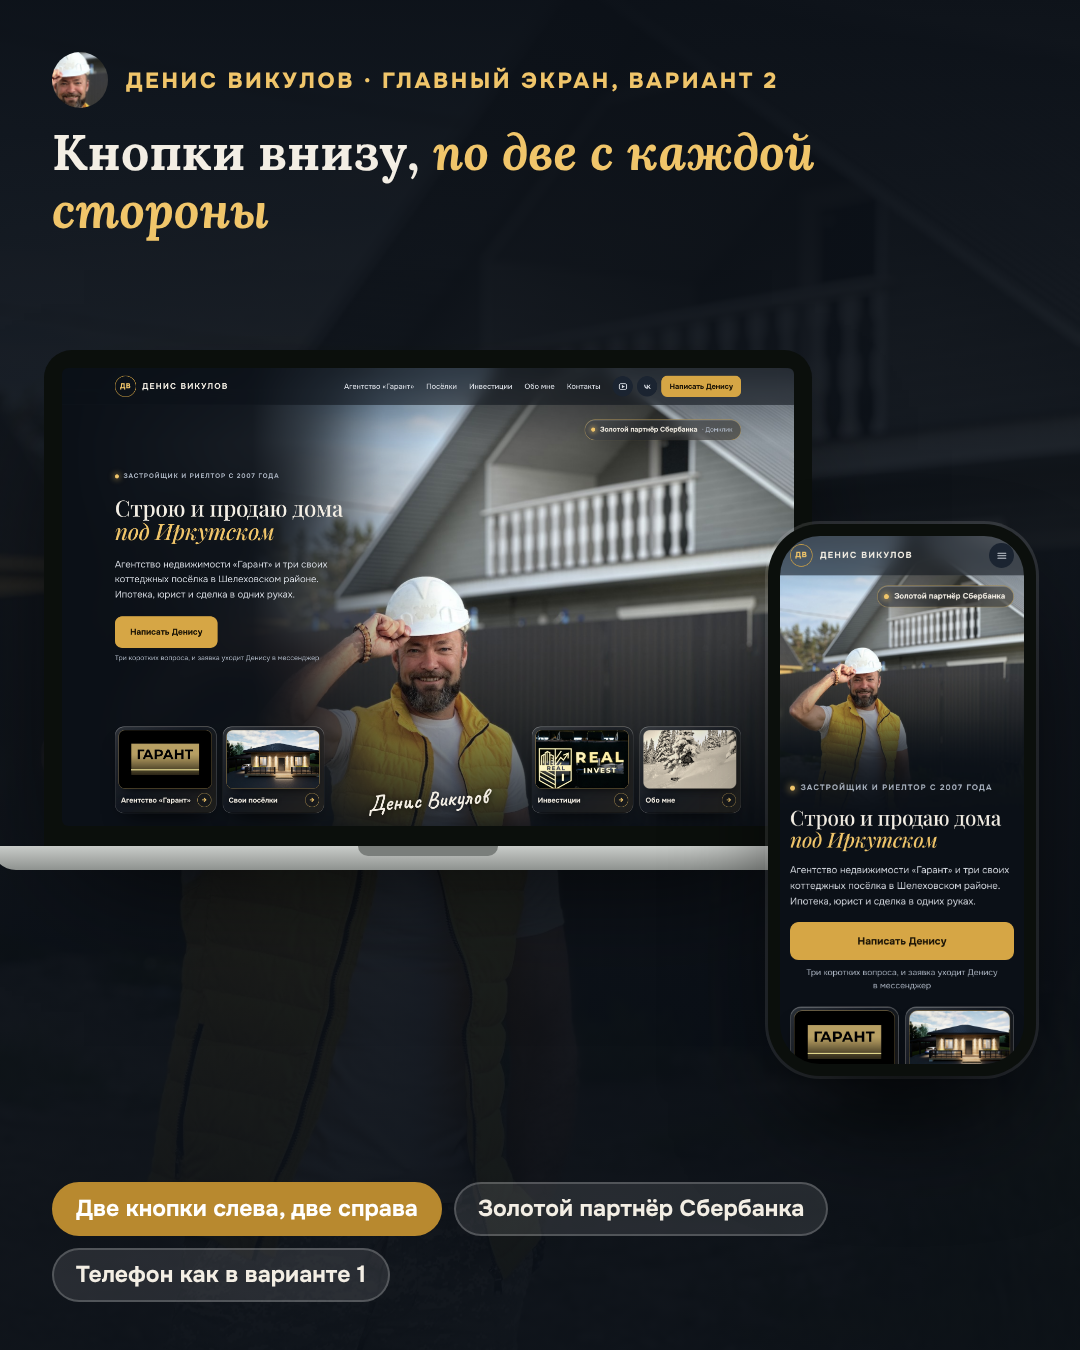 ДЕНИС ВИКУЛОВ · ГЛАВНЫЙ ЭКРАН, ВАРИАНТ 2
Кнопки внизу, по две с каждой
стороны
ДВ ДЕНИС ВИКУЛОВ
Агентство «Гарант» Посёлки Инвестиции Обо мне Контакты
Написать Денису
Золотой партнёр Сбербанка · Домклик
ЗАСТРОЙЩИК И РИЕЛТОР С 2007 ГОДА
Строю и продаю дома
под Иркутском
Агентство недвижимости «Гарант» и три своих
коттеджных посёлка в Шелеховском районе.
Ипотека, юрист и сделка в одних руках.
Написать Денису
Три коротких вопроса, и заявка уходит Денису в мессенджер
ГАРАНТ
Агентство «Гарант»
Свои посёлки
Денис Викулов
REAL
REAL
INVEST
Инвестиции
Обо мне
ДВ ДЕНИС ВИКУЛОВ
Золотой партнёр Сбербанка
ЗАСТРОЙЩИК И РИЕЛТОР С 2007 ГОДА
Строю и продаю дома
под Иркутском
Агентство недвижимости «Гарант» и три своих
коттеджных посёлка в Шелеховском районе.
Ипотека, юрист и сделка в одних руках.
Написать Денису
Три коротких вопроса, и заявка уходит Денису
в мессенджер
ГАРАНТ
Две кнопки слева, две справа
Золотой партнёр Сбербанка
Телефон как в варианте 1